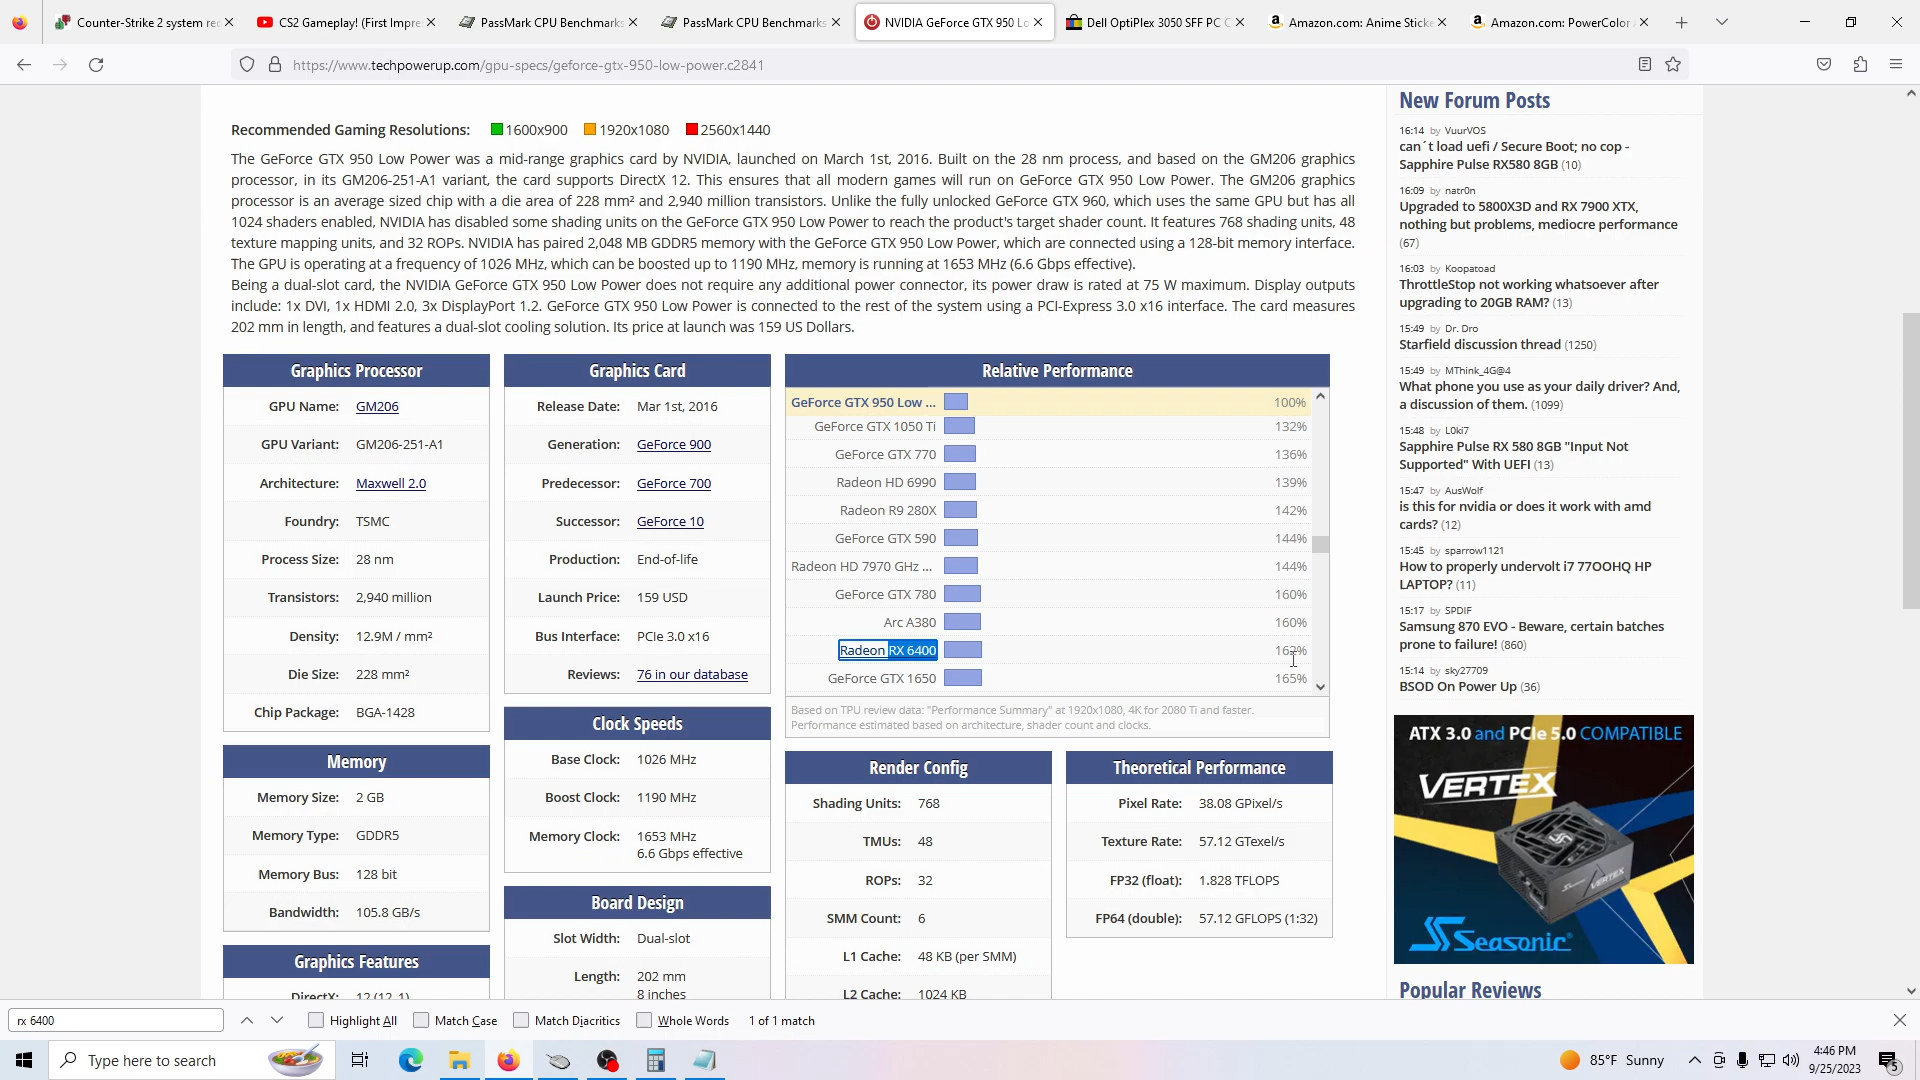 Counter-Strike 2 system req
CS2 Gameplay! (First Impre
PassMark CPU Benchmarks
PassMark CPU Benchmarks
NVIDIA GeForce GTX 950 Lo
Dell OptiPlex 3050 SFF PC C
Amazon.com: Anime Sticke
Amazon.com: PowerColor
https://www.techpowerup.com/gpu-specs/geforce-gtx-950-low-power.c2841
Recommended Gaming Resolutions: 1600x900 1920x1080 2560x1440
The GeForce GTX 950 Low Power was a mid-range graphics card by NVIDIA, launched on March 1st, 2016. Built on the 28 nm process, and based on the GM206 graphics
processor, in its GM206-251-A1 variant, the card supports DirectX 12. This ensures that all modern games will run on GeForce GTX 950 Low Power. The GM206 graphics
processor is an average sized chip with a die area of 228 mm² and 2,940 million transistors. Unlike the fully unlocked GeForce GTX 960, which uses the same GPU but has all
1024 shaders enabled, NVIDIA has disabled some shading units on the GeForce GTX 950 Low Power to reach the product's target shader count. It features 768 shading units, 48
texture mapping units, and 32 ROPs. NVIDIA has paired 2,048 MB GDDR5 memory with the GeForce GTX 950 Low Power, which are connected using a 128-bit memory interface.
The GPU is operating at a frequency of 1026 MHz, which can be boosted up to 1190 MHz, memory is running at 1653 MHz (6.6 Gbps effective).
Being a dual-slot card, the NVIDIA GeForce GTX 950 Low Power does not require any additional power connector, its power draw is rated at 75 W maximum. Display outputs
include: 1x DVI, 1x HDMI 2.0, 3x DisplayPort 1.2. GeForce GTX 950 Low Power is connected to the rest of the system using a PCI-Express 3.0 x16 interface. The card measures
202 mm in length, and features a dual-slot cooling solution. Its price at launch was 159 US Dollars.
Graphics Processor
GPU Name: GM206
GPU Variant: GM206-251-A1
Architecture: Maxwell 2.0
Foundry: TSMC
Process Size: 28 nm
Transistors: 2,940 million
Density: 12.9M / mm²
Die Size: 228 mm²
Chip Package: BGA-1428
Memory
Memory Size: 2 GB
Memory Type: GDDR5
Memory Bus: 128 bit
Bandwidth: 105.8 GB/s
Graphics Features
DirectX: 12 (12_1)
Graphics Card
Release Date: Mar 1st, 2016
Generation: GeForce 900
Predecessor: GeForce 700
Successor: GeForce 10
Production: End-of-life
Launch Price: 159 USD
Bus Interface: PCIe 3.0 x16
Reviews: 76 in our database
Clock Speeds
Base Clock: 1026 MHz
Boost Clock: 1190 MHz
Memory Clock: 1653 MHz
6.6 Gbps effective
Board Design
Slot Width: Dual-slot
Length: 202 mm
8 inches
Relative Performance
GeForce GTX 950 Low ... 100%
GeForce GTX 1050 Ti 132%
GeForce GTX 770 136%
Radeon HD 6990 139%
Radeon R9 280X 142%
GeForce GTX 590 144%
Radeon HD 7970 GHz ... 144%
GeForce GTX 780 160%
Arc A380 160%
Radeon RX 6400 162%
GeForce GTX 1650 165%
Based on TPU review data: "Performance Summary" at 1920x1080, 4K for 2080 Ti and faster.
Performance estimated based on architecture, shader count and clocks.
Render Config
Shading Units: 768
TMUs: 48
ROPs: 32
SMM Count: 6
L1 Cache: 48 KB (per SMM)
L2 Cache: 1024 KB
Theoretical Performance
Pixel Rate: 38.08 GPixel/s
Texture Rate: 57.12 GTexel/s
FP32 (float): 1.828 TFLOPS
FP64 (double): 57.12 GFLOPS (1:32)
New Forum Posts
16:14 by VuurVOS
can´t load uefi / Secure Boot; no cop -
Sapphire Pulse RX580 8GB (10)
16:09 by natr0n
Upgraded to 5800X3D and RX 7900 XTX,
nothing but problems, mediocre performance
(67)
16:03 by Koopatoad
ThrottleStop not working whatsoever after
upgrading to 20GB RAM? (13)
15:49 by Dr. Dro
Starfield discussion thread (1250)
15:49 by MThink_4G@4
What phone you use as your daily driver? And,
a discussion of them. (1099)
15:48 by L0ki7
Sapphire Pulse RX 580 8GB "Input Not
Supported" With UEFI (13)
15:47 by AusWolf
is this for nvidia or does it work with amd
cards? (12)
15:45 by sparrow1121
How to properly undervolt i7 77OOHQ HP
LAPTOP? (11)
15:17 by SPDIF
Samsung 870 EVO - Beware, certain batches
prone to failure! (860)
15:14 by sky27709
BSOD On Power Up (36)
ATX 3.0 and PCIe 5.0 COMPATIBLE
VERTEX
Seasonic
Popular Reviews
rx 6400
Highlight All Match Case Match Diacritics Whole Words 1 of 1 match
Type here to search
85°F Sunny
4:46 PM
9/25/2023
5